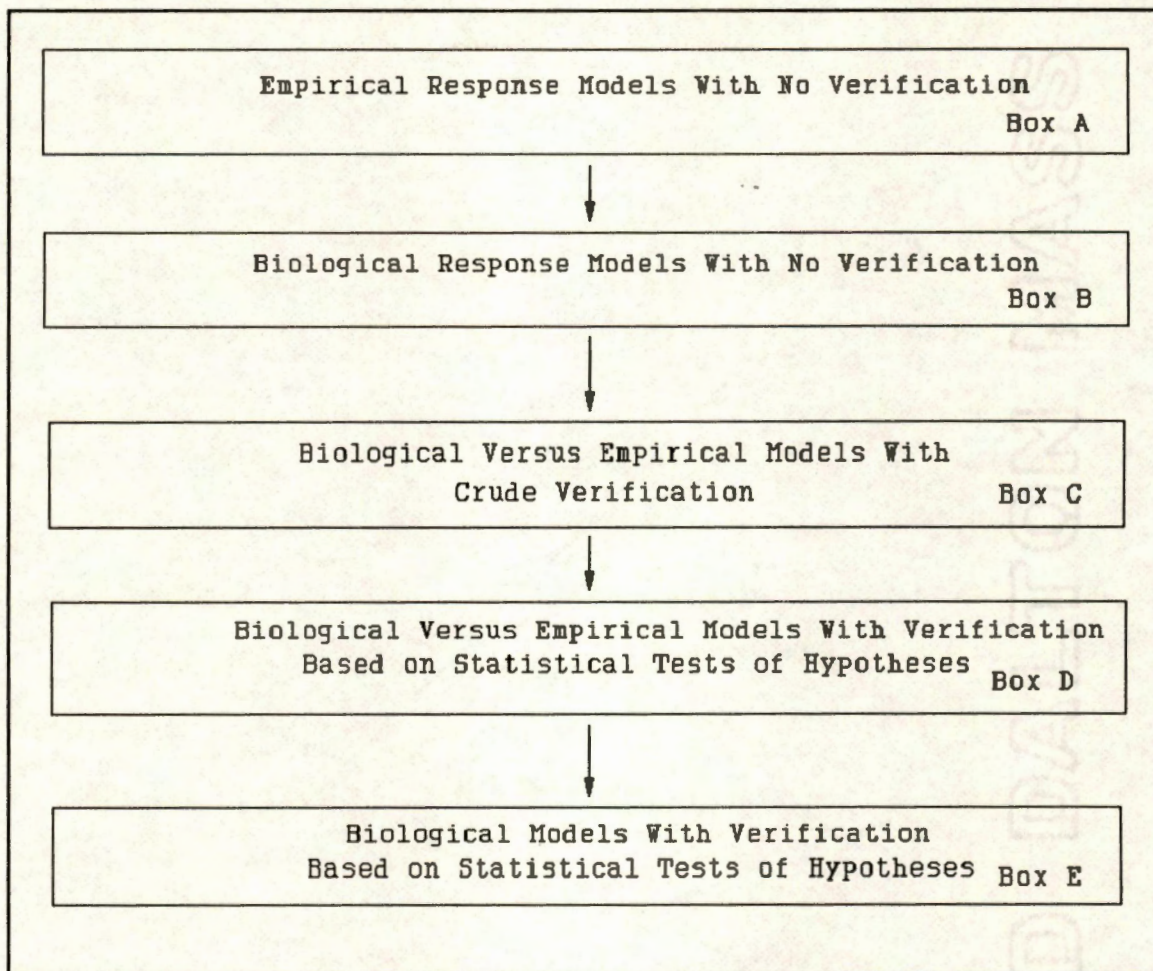 Empirical Response Models With No Verification
Box A
Biological Response Models With No Verification
Box B
Biological Versus Empirical Models With
Crude Verification
Box C
Biological Versus Empirical Models With Verification
Based on Statistical Tests of Hypotheses
Box D
Biological Models With Verification
Based on Statistical Tests of Hypotheses
Box E